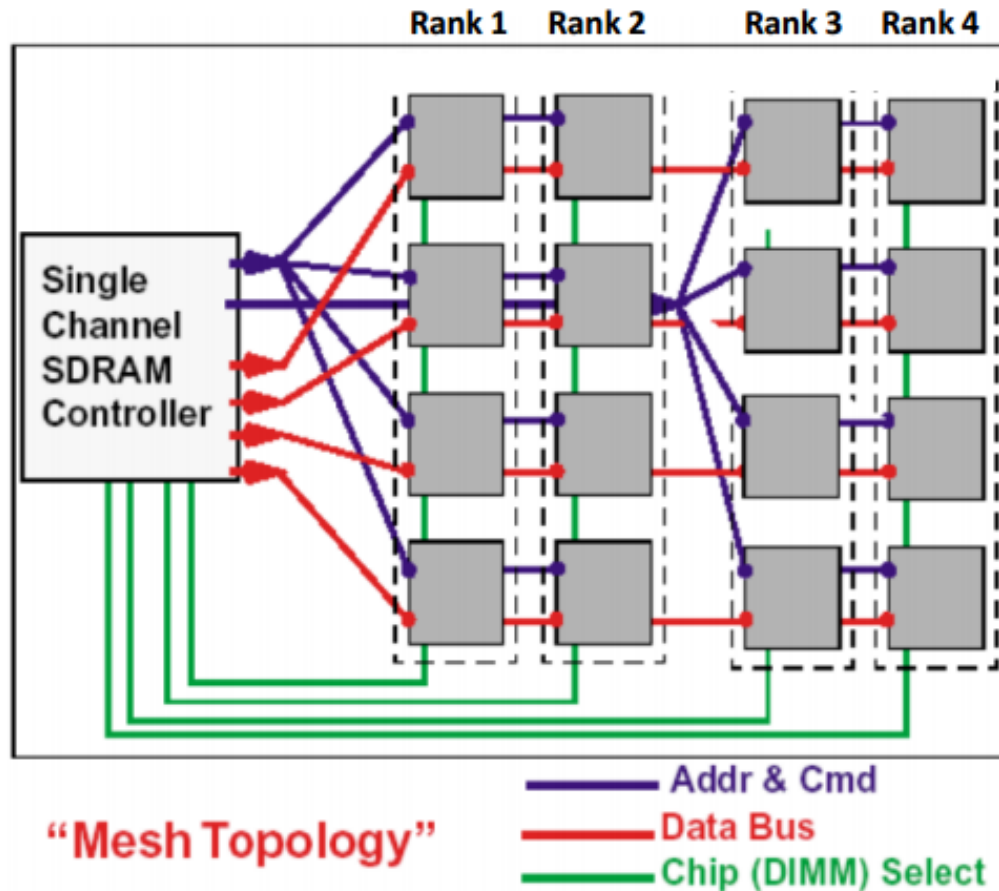 Rank 1 Rank 2 Rank 3 Rank 4
Single
Channel
SDRAM
Controller
Addr & Cmd
“Mesh Topology”
Data Bus
Chip (DIMM) Select